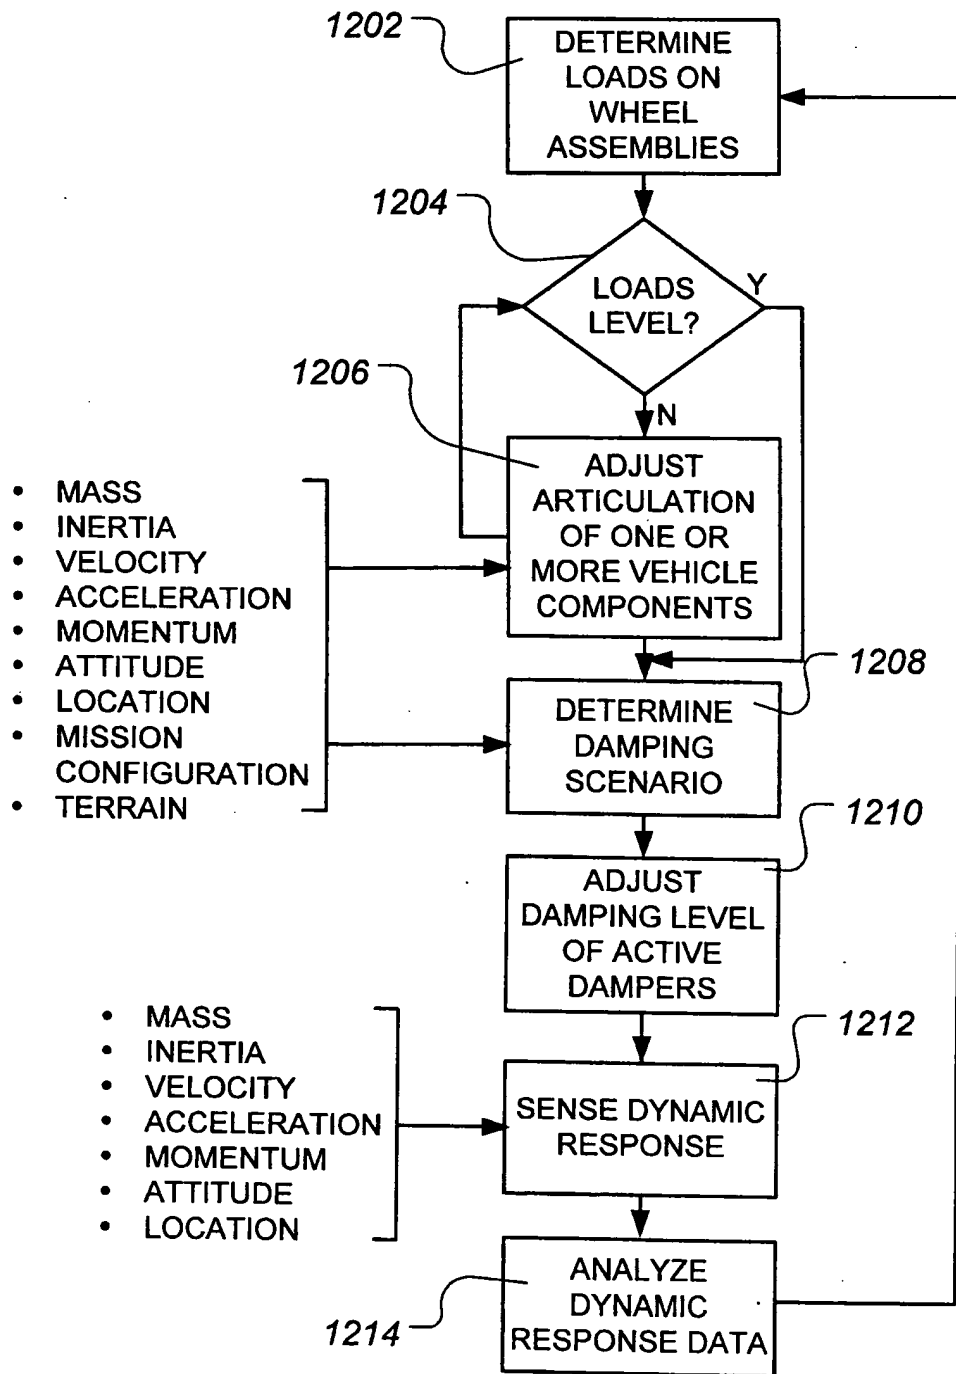 1202
DETERMINE
LOADS ON
WHEEL
ASSEMBLIES
1204
LOADS
LEVEL?
Y
N
1206
ADJUST
ARTICULATION
OF ONE OR
MORE VEHICLE
COMPONENTS
• MASS
• INERTIA
• VELOCITY
• ACCELERATION
• MOMENTUM
• ATTITUDE
• LOCATION
• MISSION
CONFIGURATION
• TERRAIN
1208
DETERMINE
DAMPING
SCENARIO
1210
ADJUST
DAMPING LEVEL
OF ACTIVE
DAMPERS
• MASS
• INERTIA
• VELOCITY
• ACCELERATION
• MOMENTUM
• ATTITUDE
• LOCATION
1212
SENSE DYNAMIC
RESPONSE
1214
ANALYZE
DYNAMIC
RESPONSE DATA